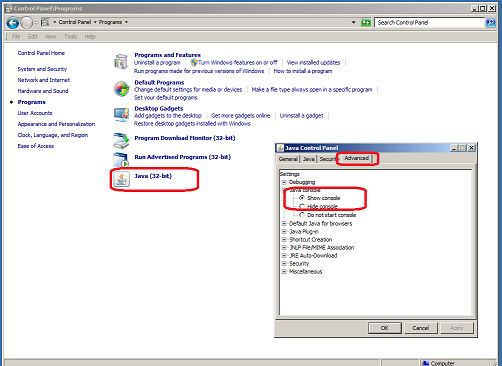 Control Panel\Programs
Control Panel ▸ Programs ▸
Search Control Panel
File Edit View Tools Help
Control Panel Home
System and Security
Network and Internet
Hardware and Sound
Programs
User Accounts
Appearance and Personalization
Clock, Language, and Region
Ease of Access
Programs and Features
Uninstall a program
Turn Windows features on or off
View installed updates
Run programs made for previous versions of Windows
How to install a program
Default Programs
Change default settings for media or devices
Make a file type always open in a specific program
Set your default programs
Desktop Gadgets
Add gadgets to the desktop
Get more gadgets online
Uninstall a gadget
Restore desktop gadgets installed with Windows
Program Download Monitor (32-bit)
Run Advertised Programs (32-bit)
Java (32-bit)
Java Control Panel
General Java Security Advanced
Settings
Debugging
Java console
Show console
Hide console
Do not start console
Default Java for browsers
Java Plug-in
Shortcut Creation
JNLP File/MIME Association
JRE Auto-Download
Security
Miscellaneous
OK Cancel Apply
Computer